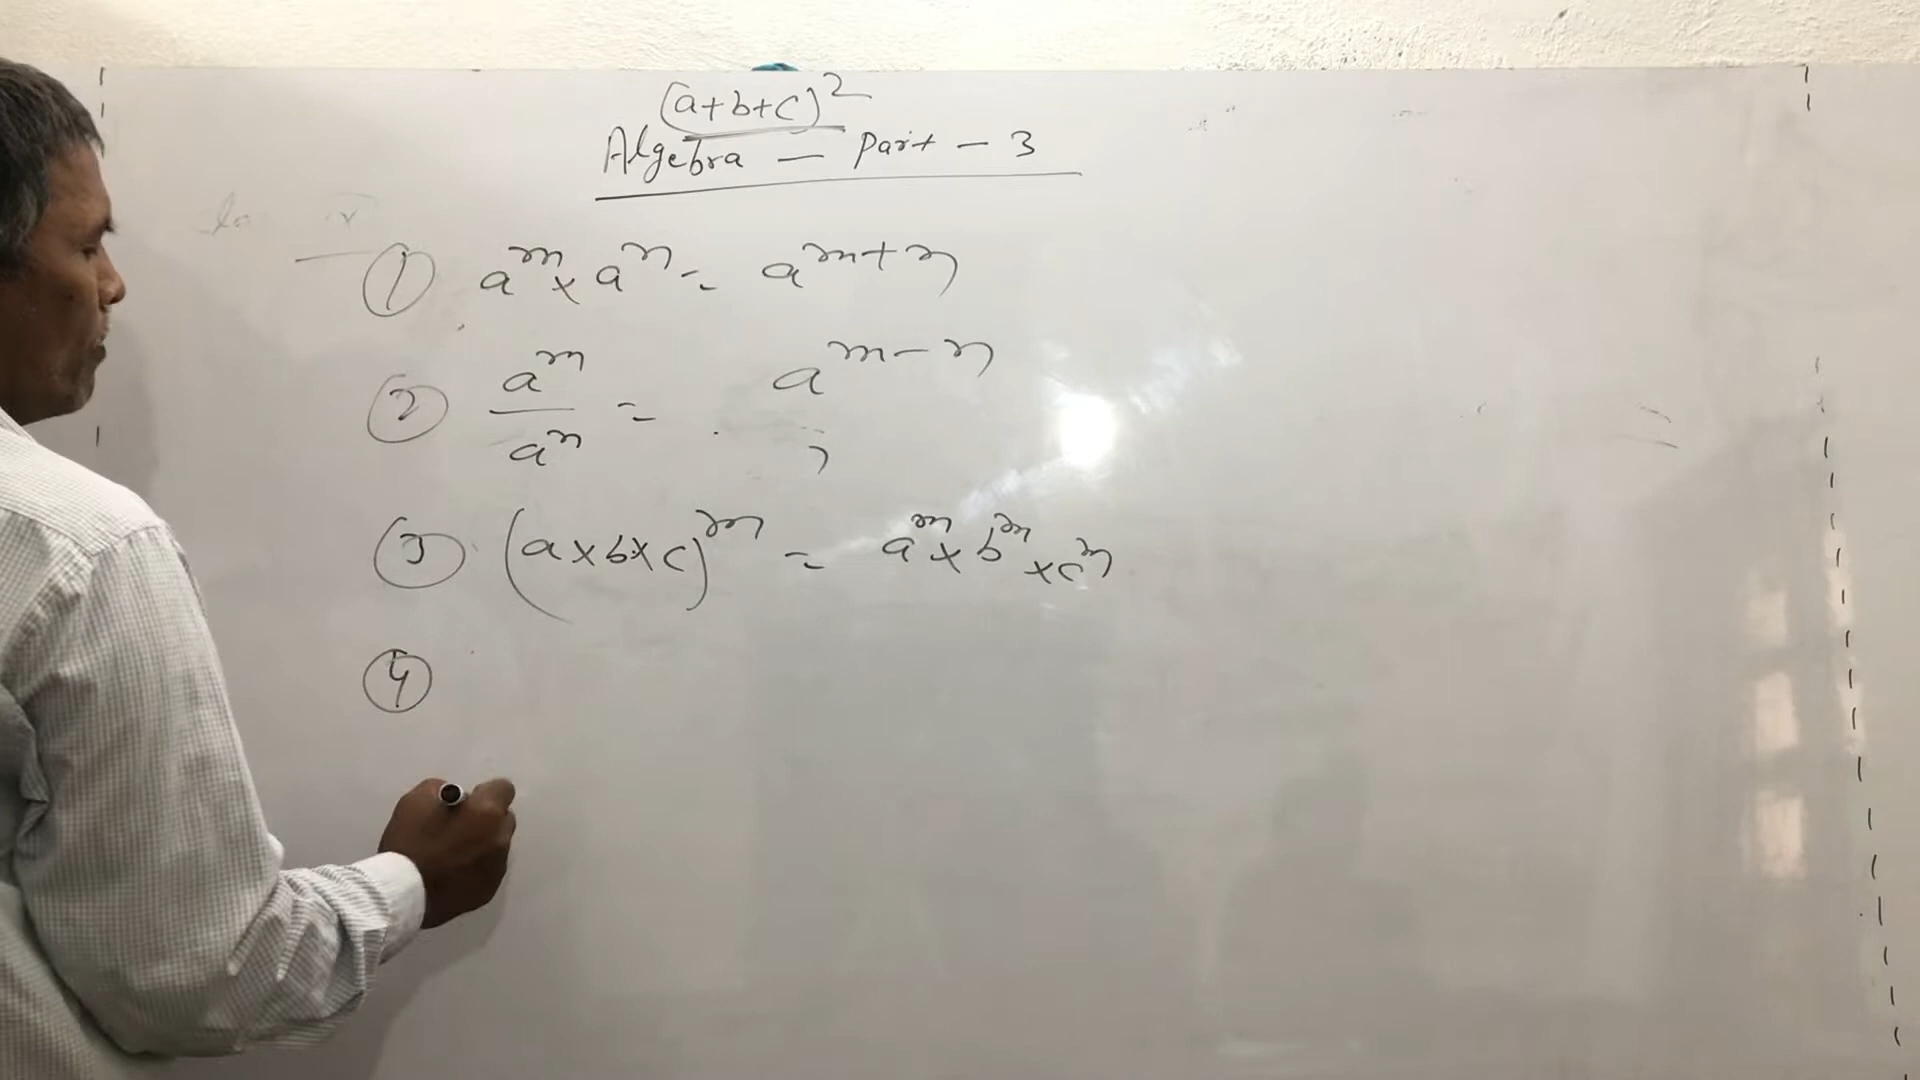 (a+b+c)²
Algebra — Part - 3
① aᵐ × aⁿ = aᵐ⁺ⁿ
② aᵐ/aⁿ = aᵐ⁻ⁿ
③ (a×b×c)ᵐ = aᵐ × bᵐ × cᵐ
④